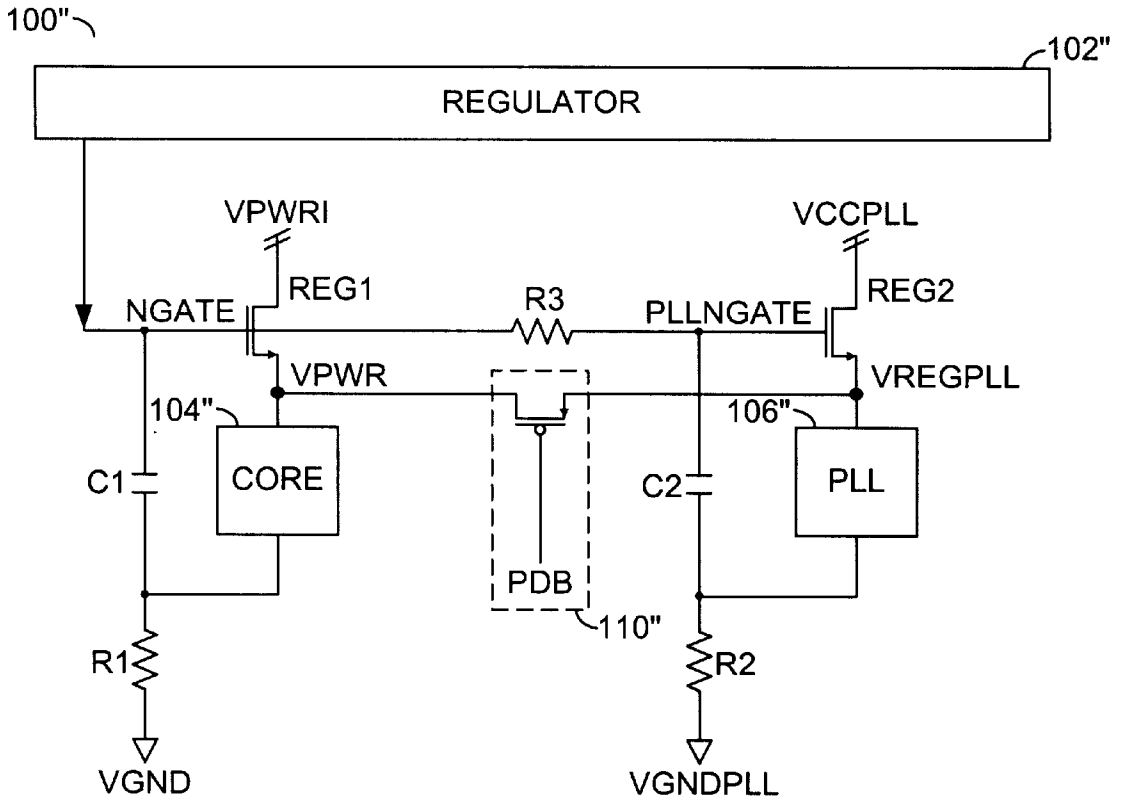 100"
102"
REGULATOR
VPWRI
VCCPLL
REG1
REG2
NGATE
R3
PLLNGATE
VPWR
VREGPLL
104"
106"
C1
CORE
C2
PLL
PDB
110"
R1
R2
VGND
VGNDPLL